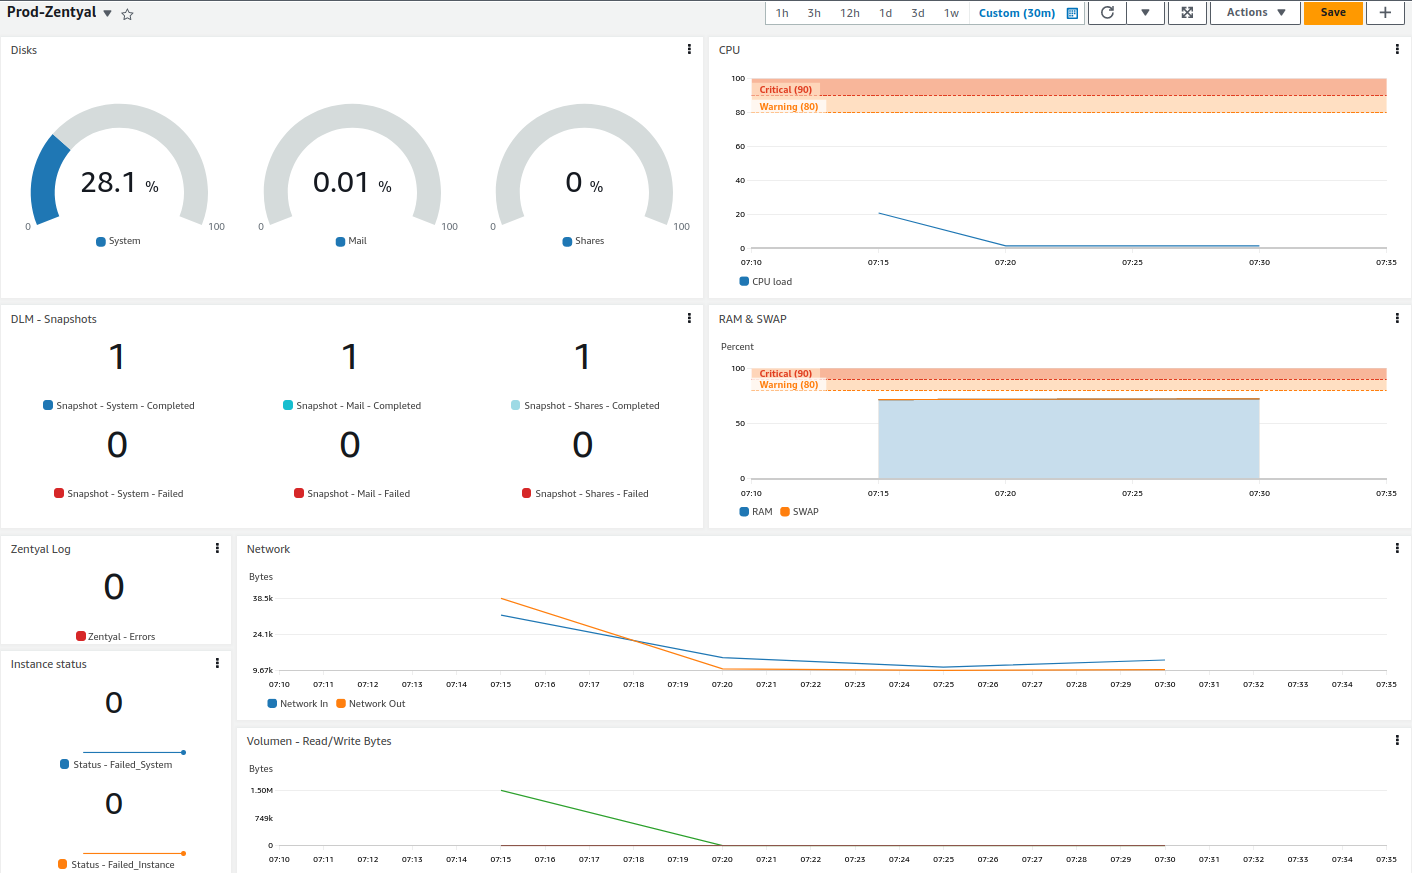 Prod-Zentyal
1h 3h 12h 1d 3d 1w Custom (30m) Actions Save
Disks
28.1 %
0 100
System
0.01 %
0 100
Mail
0 %
0 100
Shares
CPU
100
Critical (90)
Warning (80)
80
60
40
20
0
07:10 07:15 07:20 07:25 07:30 07:35
CPU load
DLM - Snapshots
1 1 1
Snapshot - System - Completed Snapshot - Mail - Completed Snapshot - Shares - Completed
0 0 0
Snapshot - System - Failed Snapshot - Mail - Failed Snapshot - Shares - Failed
RAM & SWAP
Percent
100
Critical (90)
Warning (80)
50
0
07:10 07:15 07:20 07:25 07:30 07:35
RAM SWAP
Zentyal Log
0
Zentyal - Errors
Instance status
0
Status - Failed_System
0
Status - Failed_Instance
Network
Bytes
38.5k
24.1k
9.67k
07:10 07:11 07:12 07:13 07:14 07:15 07:16 07:17 07:18 07:19 07:20 07:21 07:22 07:23 07:24 07:25 07:26 07:27 07:28 07:29 07:30 07:31 07:32 07:33 07:34 07:35
Network In Network Out
Volumen - Read/Write Bytes
Bytes
1.50M
749k
0
07:10 07:11 07:12 07:13 07:14 07:15 07:16 07:17 07:18 07:19 07:20 07:21 07:22 07:23 07:24 07:25 07:26 07:27 07:28 07:29 07:30 07:31 07:32 07:33 07:34 07:35